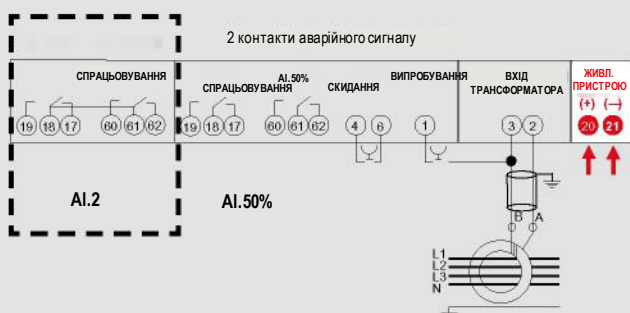 2 контакти аварійного сигналу
СПРАЦЬОВУВАННЯ
СПРАЦЬОВУВАННЯ
AI.50%
СКИДАННЯ
ВИПРОБУВАННЯ
ВХІД
ТРАНСФОРМАТОРА
ЖИВЛ.
ПРИСТРОЮ
(+) (—)
19 18 17 60 61 62 19 18 17 60 61 62 4 6 1 3 2 20 21
AI.2
AI.50%
B A
L1
L2
L3
N